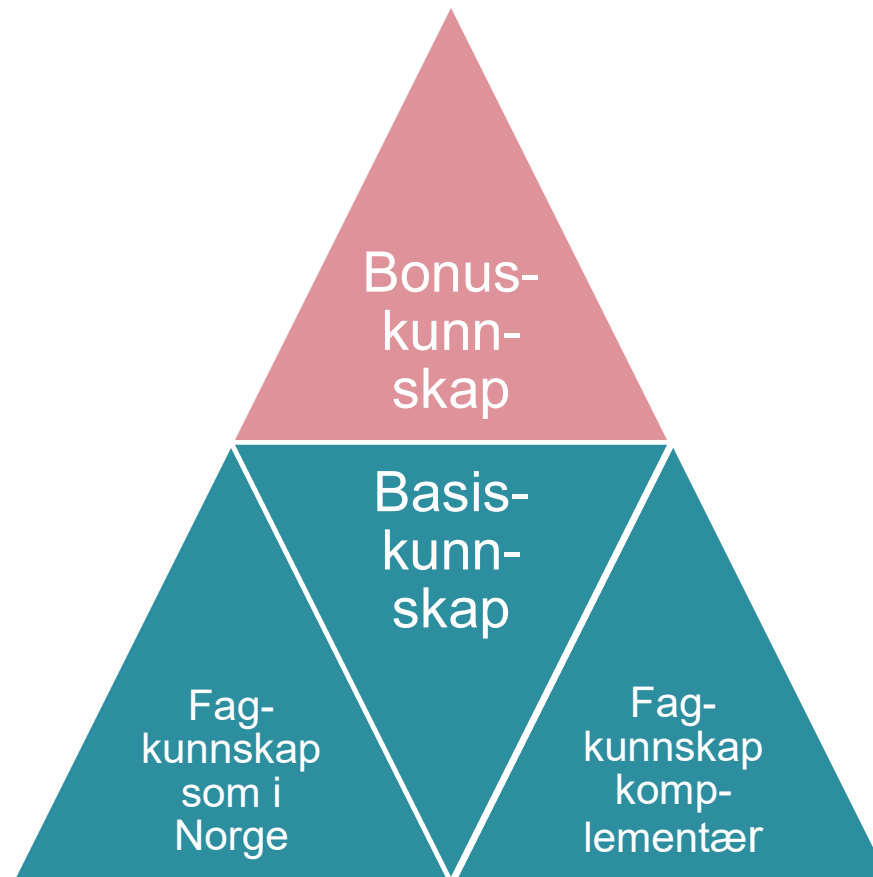 Bonus-
kunn-
skap
Basis-
kunn-
skap
Fag-
kunnskap
som i
Norge
Fag-
kunnskap
komp-
lementær